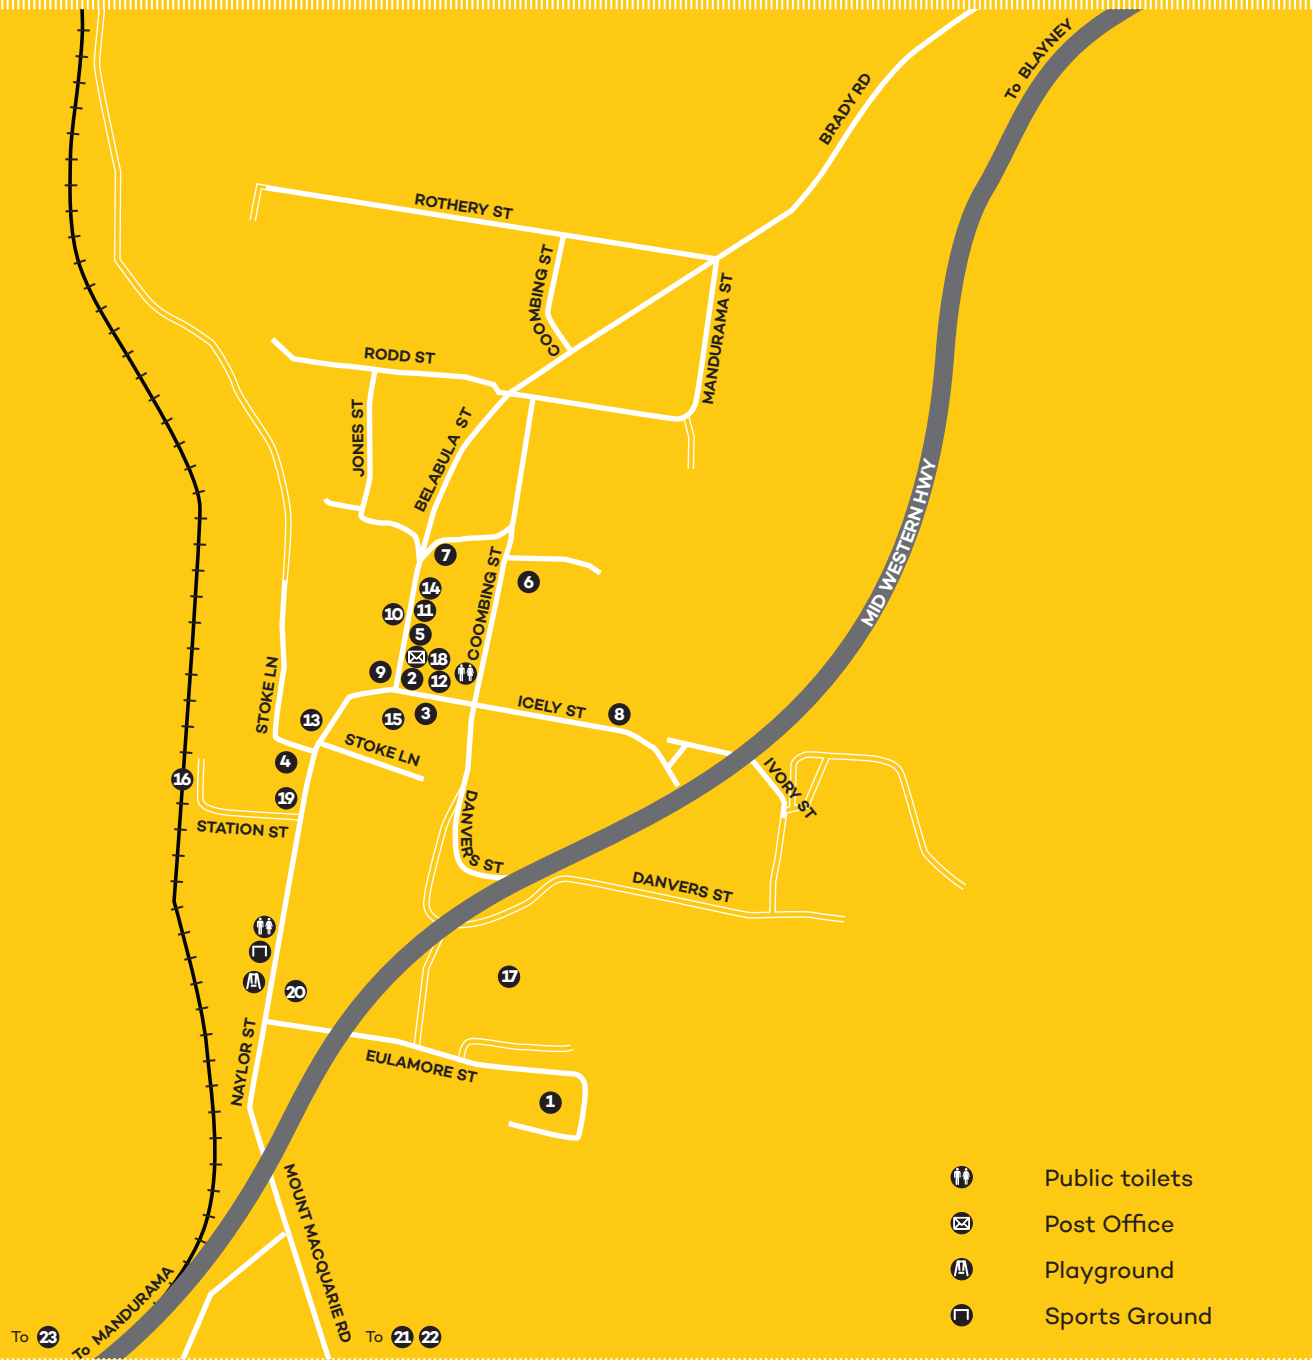 To BLAYNEY
BRADY RD
ROTHERY ST
COOMBING ST
MANDURAMA ST
RODD ST
JONES ST
BELABULA ST
MID WESTERN HWY
7
COOMBING ST
6
14
10
11
5
18
9
2
12
STOKE LN
ICELY ST
8
13
15
3
STOKE LN
4
IVORY ST
16
19
DANVERS ST
STATION ST
DANVERS ST
17
20
NAYLOR ST
EULAMORE ST
1
MOUNT MACQUARIE RD
Public toilets
Post Office
Playground
Sports Ground
To MANDURAMA
To 23
To 21 22